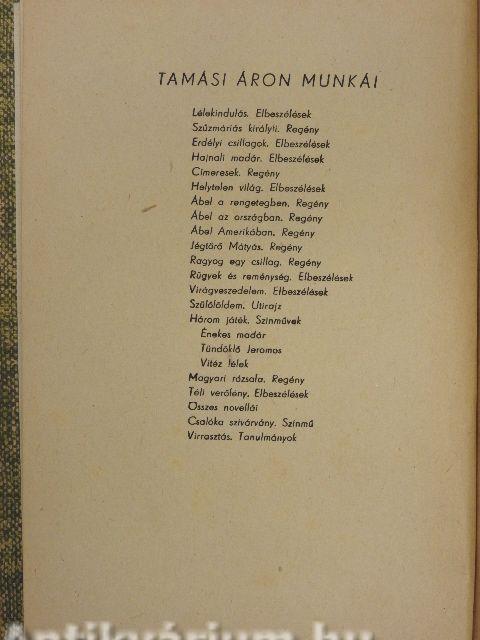 TAMÁSI ÁRON MUNKÁI
Lélekindulás. Elbeszélések
Szűzmáriás királyfi. Regény
Erdélyi csillagok. Elbeszélések
Hajnali madár. Elbeszélések
Címeresek. Regény
Helytelen világ. Elbeszélések
Ábel a rengetegben. Regény
Ábel az országban. Regény
Ábel Amerikában. Regény
Jégtörő Mátyás. Regény
Ragyog egy csillag. Regény
Rügyek és reménység. Elbeszélések
Virágveszedelem. Elbeszélések
Szülőföldem. Utirajz
Három játék. Színművek
Énekes madár
Tündöklő Jeromos
Vitéz lélek
Magyari rózsafa. Regény
Téli verőfény. Elbeszélések
Összes novellái
Csalóka szivárvány. Színmű
Virrasztás. Tanulmányok
Antikvárium.hu